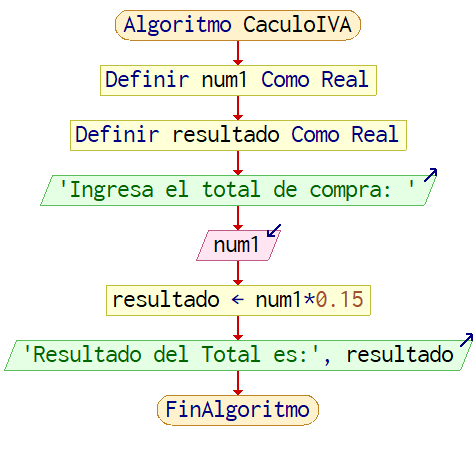 Algoritmo CaculoIVA
Definir num1 Como Real
Definir resultado Como Real
'Ingresa el total de compra: '
num1
resultado ← num1*0.15
'Resultado del Total es:', resultado
FinAlgoritmo